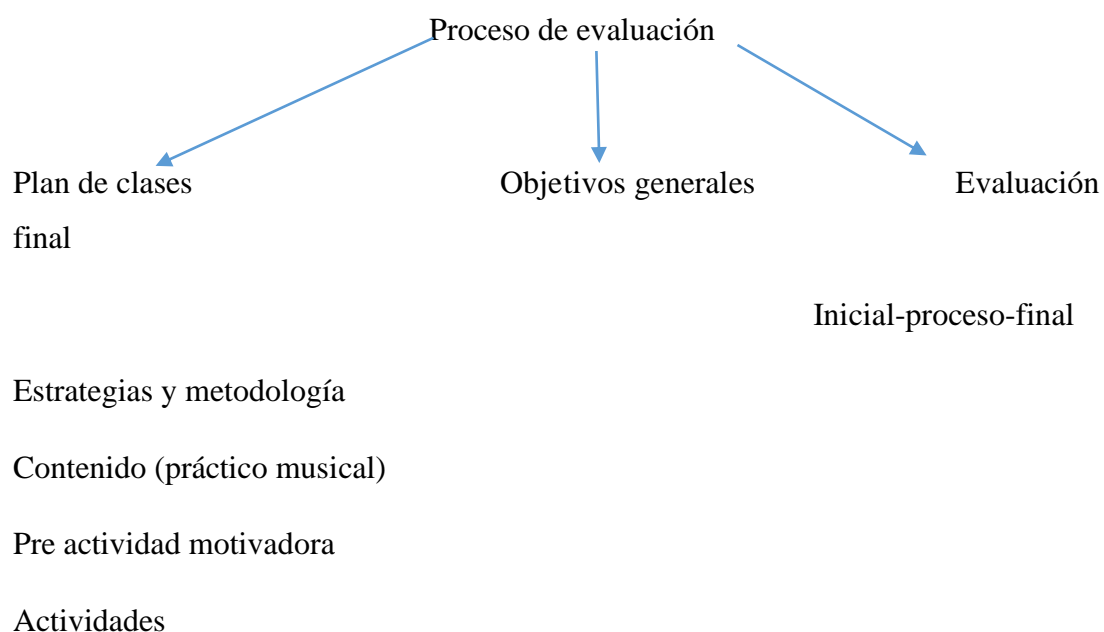 Proceso de evaluación
Plan de clases Objetivos generales Evaluación
final
Inicial-proceso-final
Estrategias y metodología
Contenido (práctico musical)
Pre actividad motivadora
Actividades